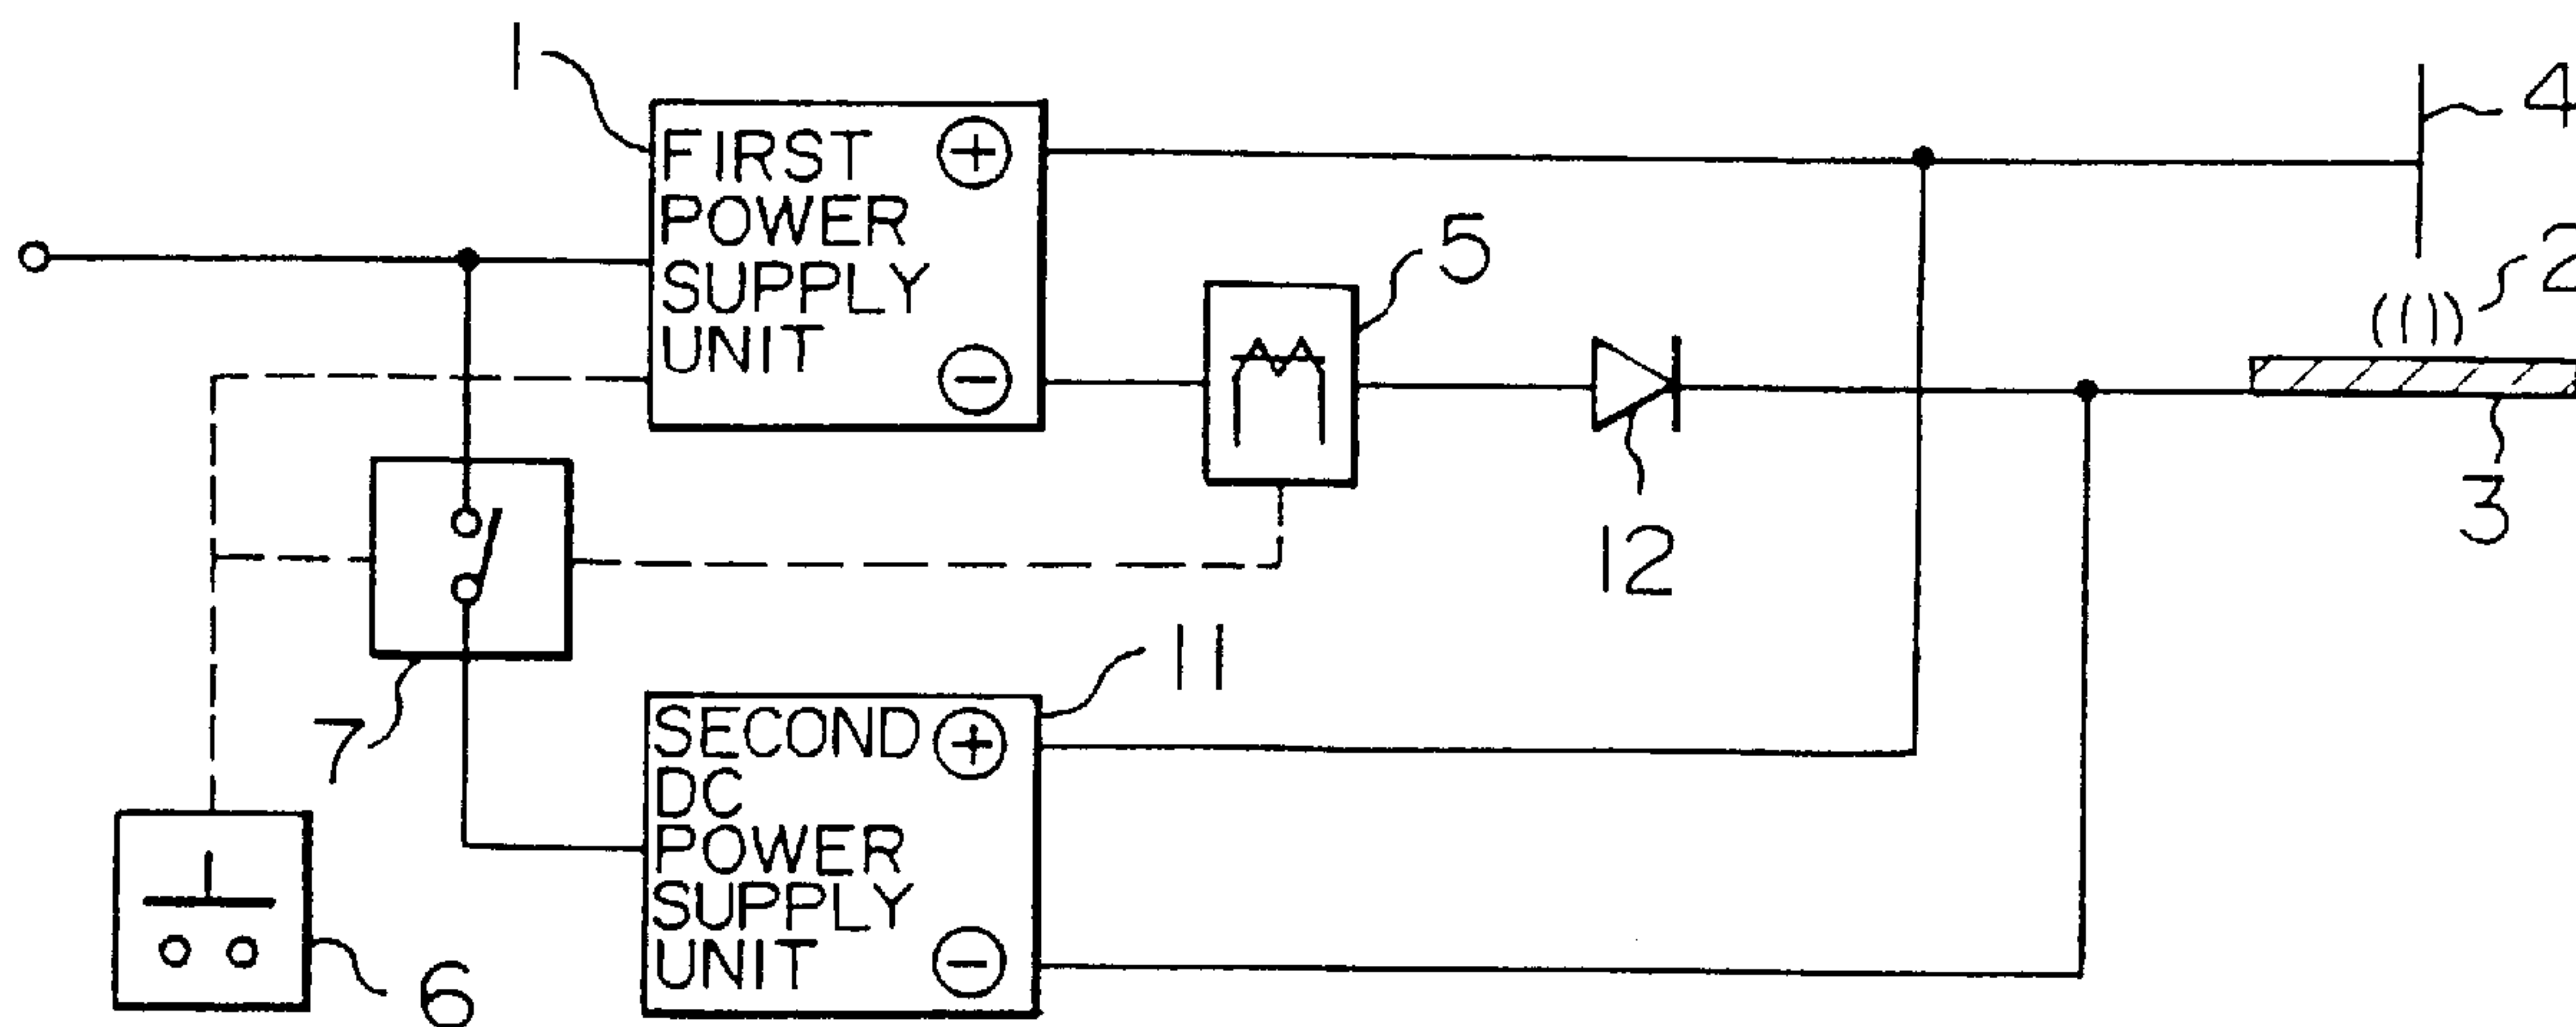 1
FIRST
POWER
SUPPLY
UNIT
+
−
5
4
2
3
12
7
11
SECOND
DC
POWER
SUPPLY
UNIT
+
−
6